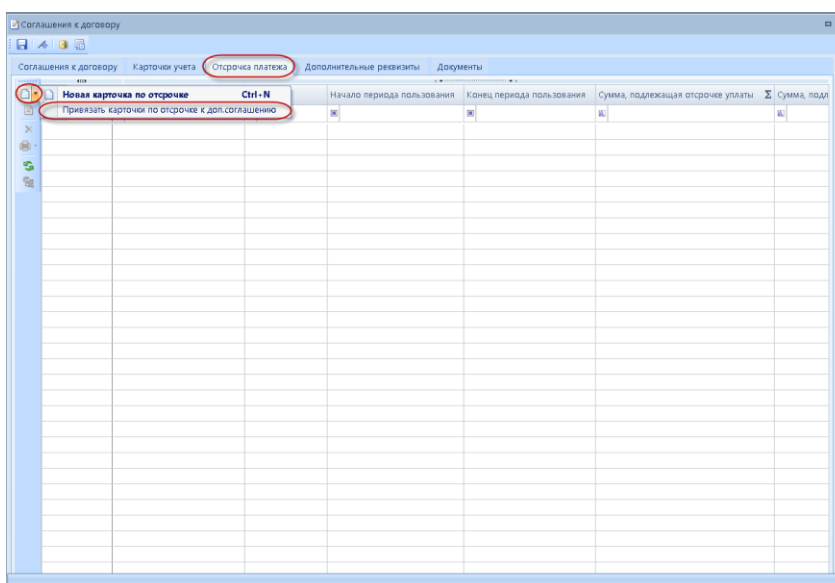 Соглашения к договору
Соглашения к договору Карточки учета Отсрочка платежа Дополнительные реквизиты Документы
Новая карточка по отсрочке Ctrl+N
Привязать карточки по отсрочке к доп.соглашению
Начало периода пользования Конец периода пользования Сумма, подлежащая отсрочке уплаты Σ Сумма, подл